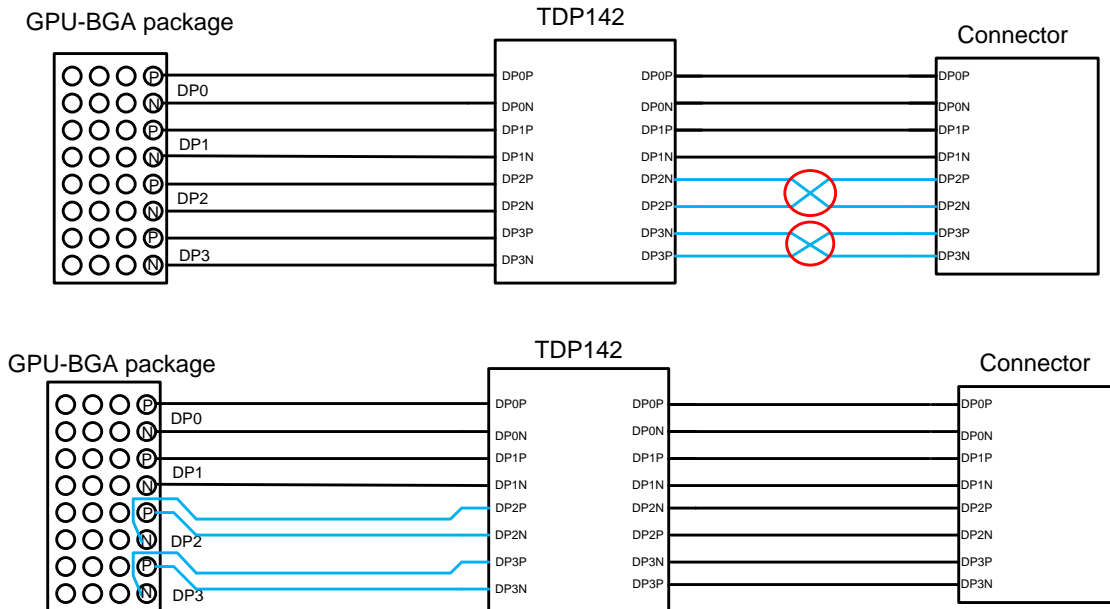 GPU-BGA package
TDP142
Connector
P DP0P DP0P DP0P
DP0
N DP0N DP0N DP0N
P DP1P DP1P DP1P
DP1
N DP1N DP1N DP1N
P DP2P DP2N DP2P
DP2
N DP2N DP2P DP2N
P DP3P DP3N DP3P
DP3
N DP3N DP3P DP3N
GPU-BGA package
TDP142
Connector
P DP0P DP0P DP0P
DP0
N DP0N DP0N DP0N
P DP1P DP1P DP1P
DP1
N DP1N DP1N DP1N
P DP2P DP2N DP2P
N DP2 DP2N DP2P DP2N
P DP3P DP3N DP3P
N DP3 DP3N DP3P DP3N